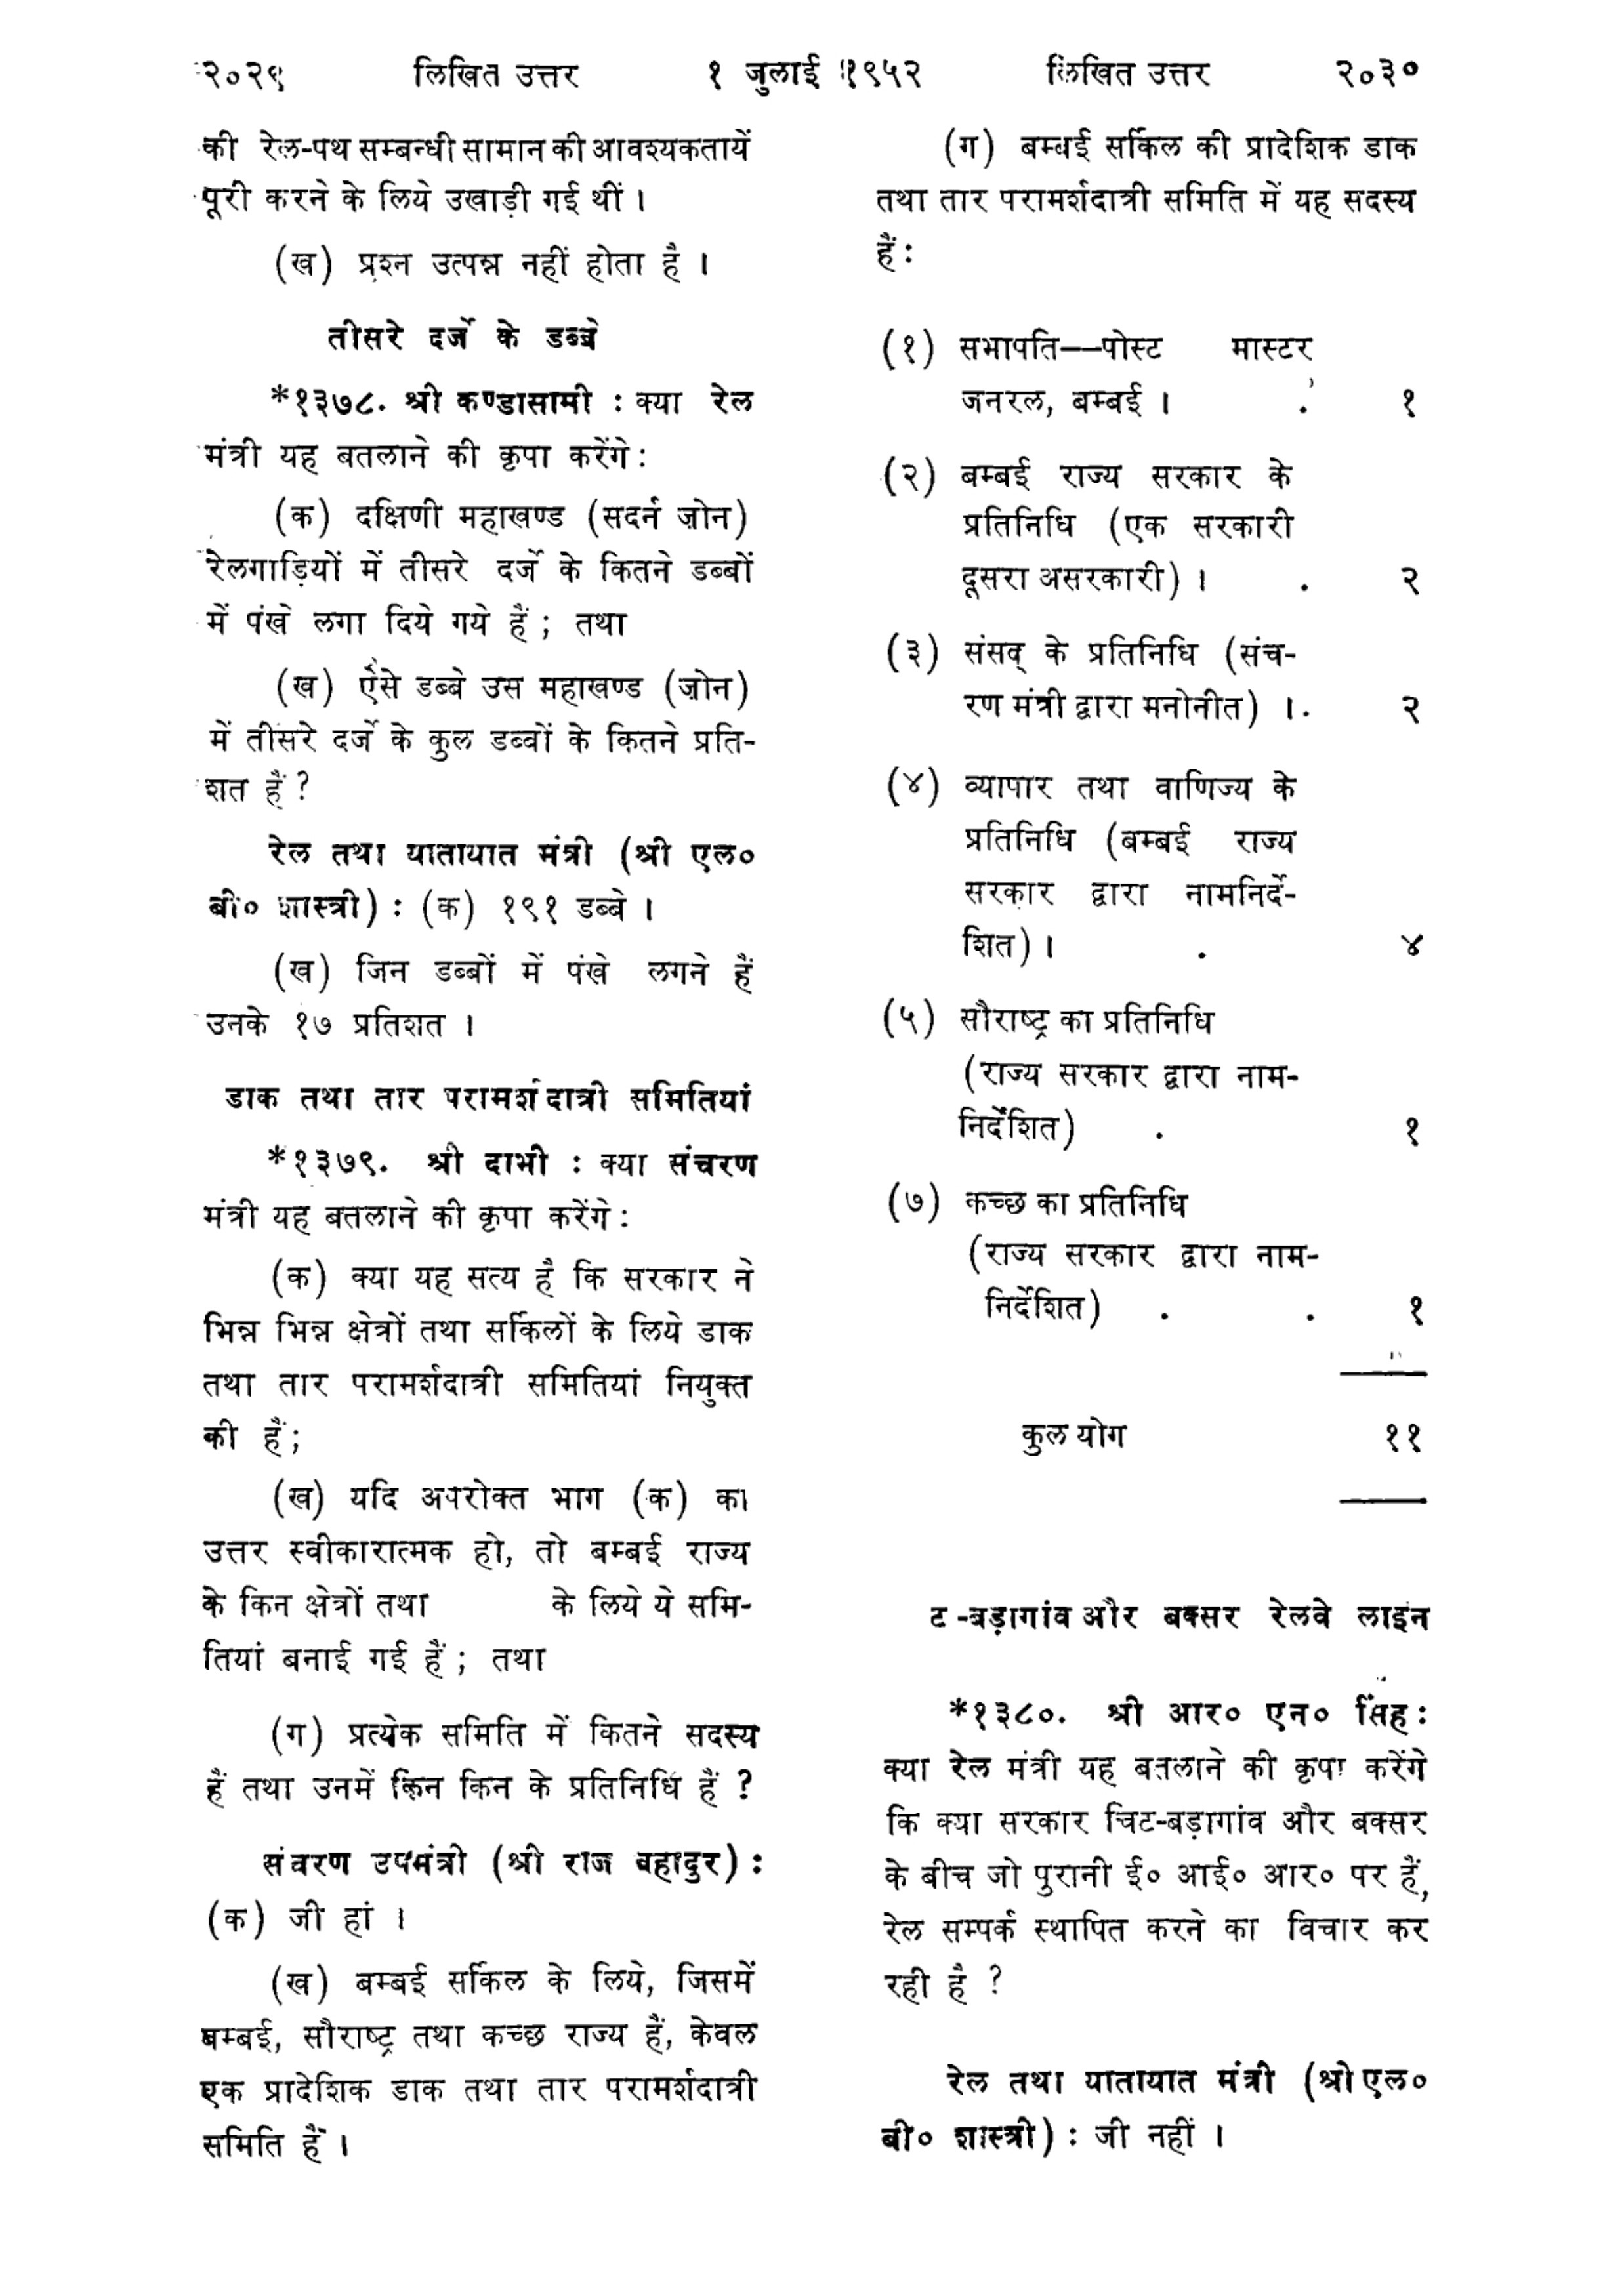 २०२९ लिखित उत्तर १ जुलाई १९५२ लिखित उत्तर २०३०
की रेल-पथ सम्बन्धी सामान की आवश्यकतायें
पूरी करने के लिये उखाड़ी गई थीं ।
(ख) प्रश्न उत्पन्न नहीं होता है ।
तीसरे दर्जे के डब्बे
*१३७८. श्री कण्डासामी : क्या रेल
मंत्री यह बतलाने की कृपा करेंगे :
(क) दक्षिणी महाखण्ड (सदर्न ज़ोन)
रेलगाड़ियों में तीसरे दर्जे के कितने डब्बों
में पंखे लगा दिये गये हैं ; तथा
(ख) ऐसे डब्बे उस महाखण्ड (ज़ोन)
में तीसरे दर्जे के कुल डब्बों के कितने प्रति-
शत हैं ?
रेल तथा यातायात मंत्री (श्री एल०
बी० शास्त्री) : (क) १९१ डब्बे ।
(ख) जिन डब्बों में पंखे लगने हैं
उनके १७ प्रतिशत ।
डाक तथा तार परामर्शदात्री समितियां
*१३७९. श्री दाभी : क्या संचरण
मंत्री यह बतलाने की कृपा करेंगे :
(क) क्या यह सत्य है कि सरकार ने
भिन्न भिन्न क्षेत्रों तथा सर्किलों के लिये डाक
तथा तार परामर्शदात्री समितियां नियुक्त
की हैं ;
(ख) यदि अपरोक्त भाग (क) का
उत्तर स्वीकारात्मक हो, तो बम्बई राज्य
के किन क्षेत्रों तथा के लिये ये समि-
तियां बनाई गई हैं ; तथा
(ग) प्रत्येक समिति में कितने सदस्य
हैं तथा उनमें किन किन के प्रतिनिधि हैं ?
संचरण उपमंत्री (श्री राज बहादुर) :
(क) जी हां ।
(ख) बम्बई सर्किल के लिये, जिसमें
बम्बई, सौराष्ट्र तथा कच्छ राज्य हैं, केवल
एक प्रादेशिक डाक तथा तार परामर्शदात्री
समिति हैं ।
(ग) बम्बई सर्किल की प्रादेशिक डाक
तथा तार परामर्शदात्री समिति में यह सदस्य
हैं :
(१) सभापति––पोस्ट मास्टर
जनरल, बम्बई । . १
(२) बम्बई राज्य सरकार के
प्रतिनिधि (एक सरकारी
दूसरा असरकारी) । . २
(३) संसद् के प्रतिनिधि (संच-
रण मंत्री द्वारा मनोनीत) । . २
(४) व्यापार तथा वाणिज्य के
प्रतिनिधि (बम्बई राज्य
सरकार द्वारा नामनिर्दे-
शित) । . ४
(५) सौराष्ट्र का प्रतिनिधि
(राज्य सरकार द्वारा नाम-
निर्देशित) . १
(७) कच्छ का प्रतिनिधि
(राज्य सरकार द्वारा नाम-
निर्देशित) . . १
कुल योग ११
ट-बड़ागांव और बक्सर रेलवे लाइन
*१३८०. श्री आर० एन० सिंह :
क्या रेल मंत्री यह बतलाने की कृपा करेंगे
कि क्या सरकार चिट-बड़ागांव और बक्सर
के बीच जो पुरानी ई० आई० आर० पर हैं,
रेल सम्पर्क स्थापित करने का विचार कर
रही है ?
रेल तथा यातायात मंत्री (श्री एल०
बी० शास्त्री) : जी नहीं ।